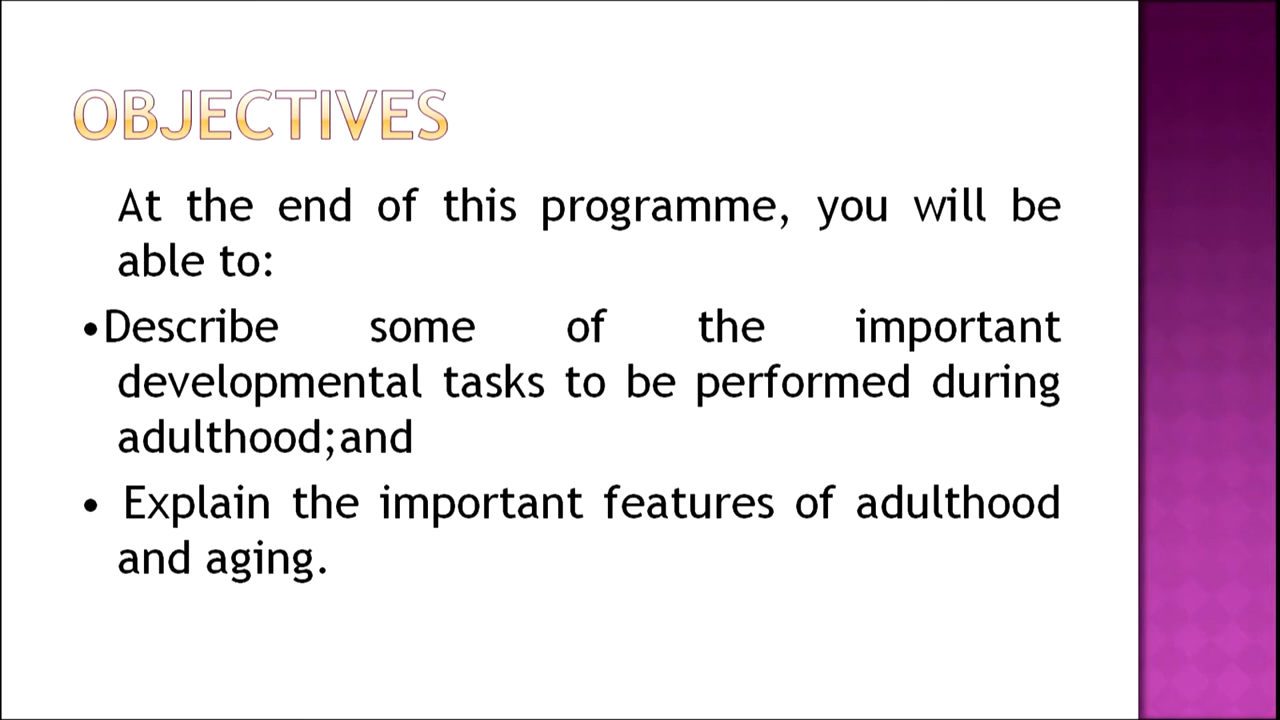 OBJECTIVES
At the end of this programme, you will be
able to:
•Describe some of the important
developmental tasks to be performed during
adulthood;and
• Explain the important features of adulthood
and aging.